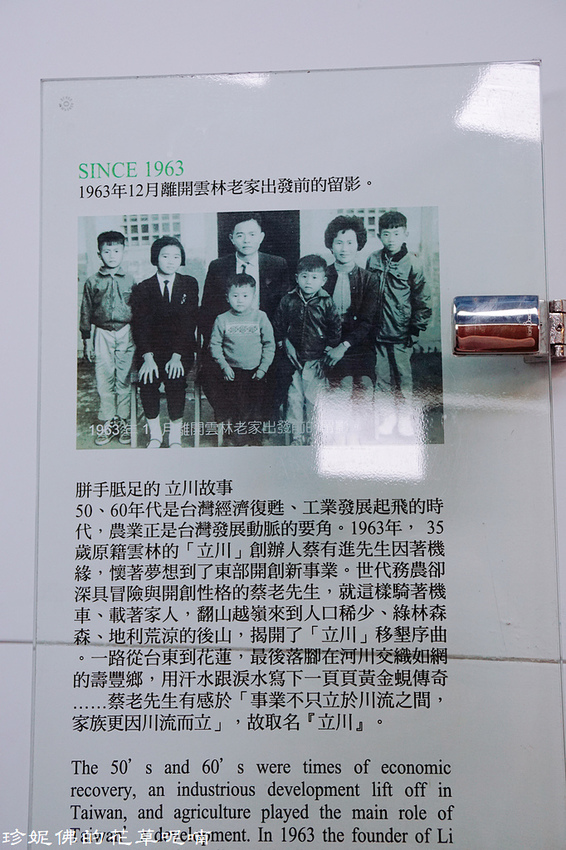 SINCE 1963
1963年12月離開雲林老家出發前的留影。
1963年 12月離開雲林老家出發前的
胼手胝足的 立川故事
50、60年代是台灣經濟復甦、工業發展起飛的時
代，農業正是台灣發展動脈的要角。1963年， 35
歲原籍雲林的「立川」創辦人蔡有進先生因著機
緣，懷著夢想到了東部開創新事業。世代務農卻
深具冒險與開創性格的蔡老先生，就這樣騎著機
車、載著家人，翻山越嶺來到人口稀少、綠林森
森、地利荒涼的後山，揭開了「立川」移墾序曲
。一路從台東到花蓮，最後落腳在河川交織如網
的壽豐鄉，用汗水跟淚水寫下一頁頁黃金蜆傳奇
……蔡老先生有感於「事業不只立於川流之間，
家族更因川流而立」，故取名『立川』。
The 50’s and 60’s were times of economic
recovery, an industrious development lift off in
Taiwan, and agriculture played the main role of
Taiwan's development. In 1963 the founder of Li
珍妮佛的花草呢喃